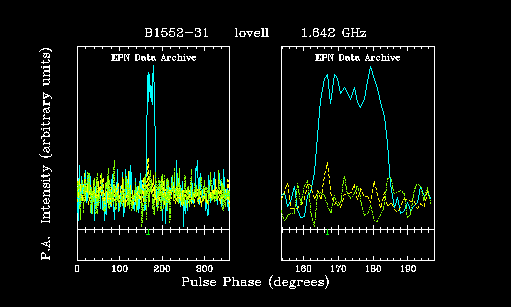 B1552-31 lovell 1.642 GHz
EPN Data Archive EPN Data Archive
P.A. Intensity (arbitrary units)
0 100 200 300 160 170 180 190
Pulse Phase (degrees)